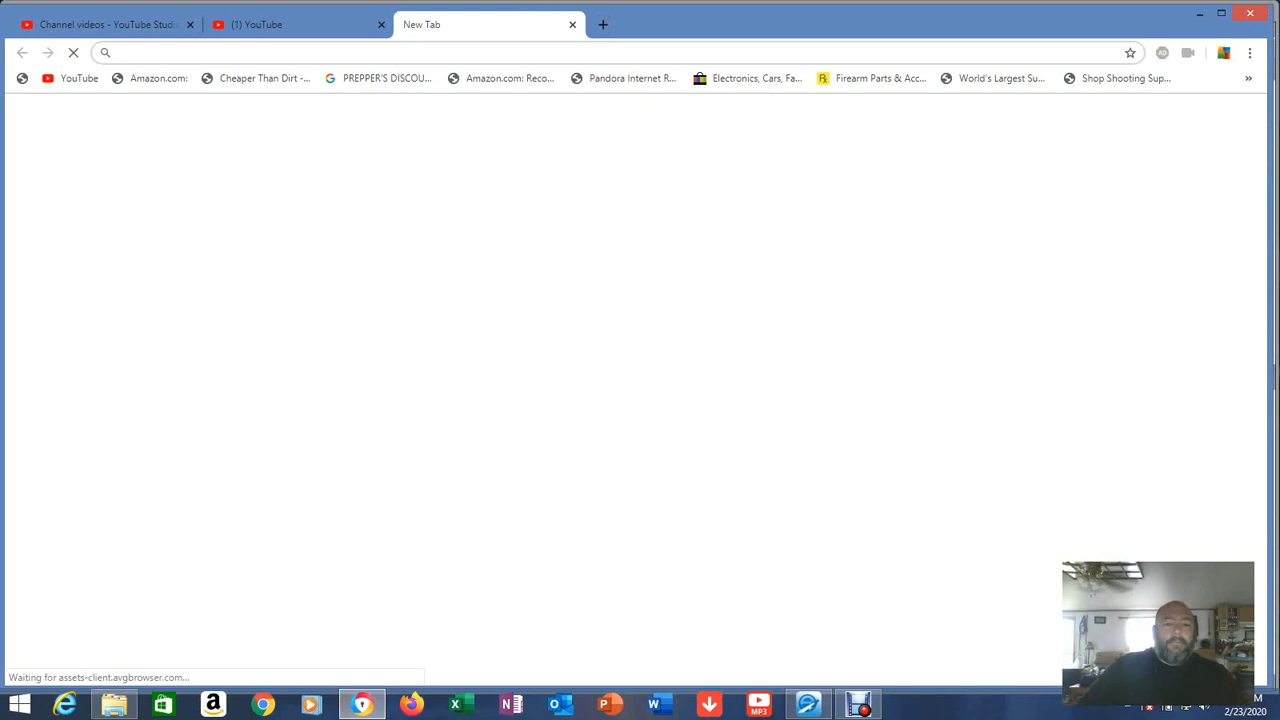 Channel videos - YouTube Studi
(1) YouTube
New Tab
YouTube
Amazon.com:
Cheaper Than Dirt -...
PREPPER'S DISCOU...
Amazon.com: Reco...
Pandora Internet R...
Electronics, Cars, Fa...
Firearm Parts & Acc...
World's Largest Su...
Shop Shooting Sup...
Waiting for assets-client.avgbrowser.com...
MP3
M
2/23/2020